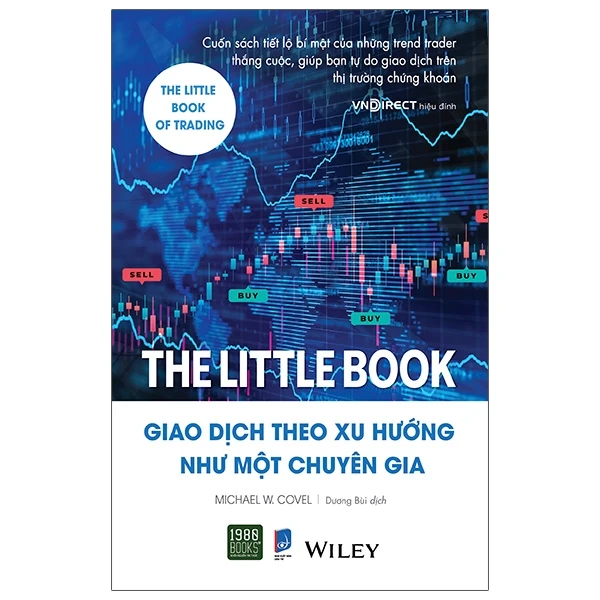 Cuốn sách tiết lộ bí mật của những trend trader
thắng cuộc, giúp bạn tự do giao dịch trên
thị trường chứng khoán
VNDIRECT hiệu đính
THE LITTLE
BOOK
OF TRADING
SELL
S
SELL
BUY
BUY
BUY
THE LITTLE BOOK
GIAO DỊCH THEO XU HƯỚNG
NHƯ MỘT CHUYÊN GIA
MICHAEL W. COVEL | Dương Bùi dịch
1980
BOOKS
WILEY